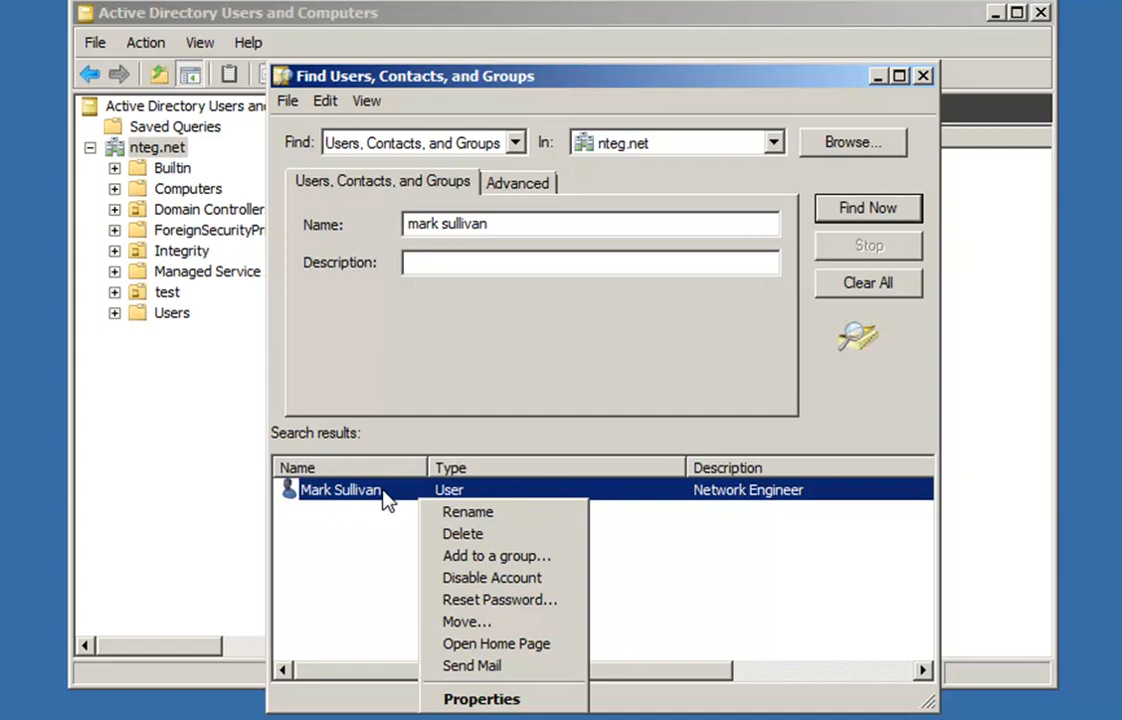 Active Directory Users and Computers
File Action View Help
Find Users, Contacts, and Groups
File Edit View
Active Directory Users an
Saved Queries
nteg.net
Builtin
Computers
Domain Controller
ForeignSecurityPr
Integrity
Managed Service
test
Users
Find: Users, Contacts, and Groups In: nteg.net Browse...
Users, Contacts, and Groups Advanced
Name: mark sullivan
Description:
Find Now
Stop
Clear All
Search results:
Name Type Description
Mark Sullivan User Network Engineer
Rename
Delete
Add to a group...
Disable Account
Reset Password...
Move...
Open Home Page
Send Mail
Properties